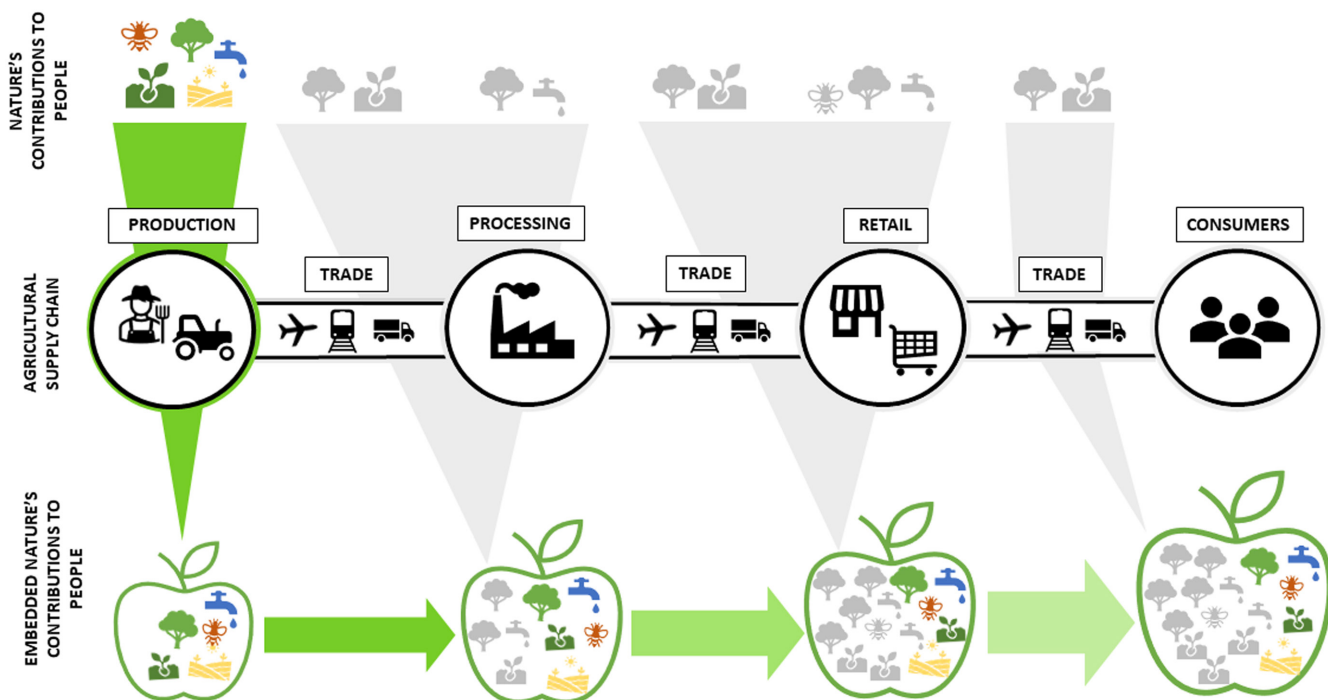 NATURE'S
CONTRIBUTIONS TO
PEOPLE
PRODUCTION
PROCESSING
RETAIL
CONSUMERS
TRADE
TRADE
TRADE
AGRICULTURAL
SUPPLY CHAIN
EMBEDDED NATURE'S
CONTRIBUTIONS TO
PEOPLE